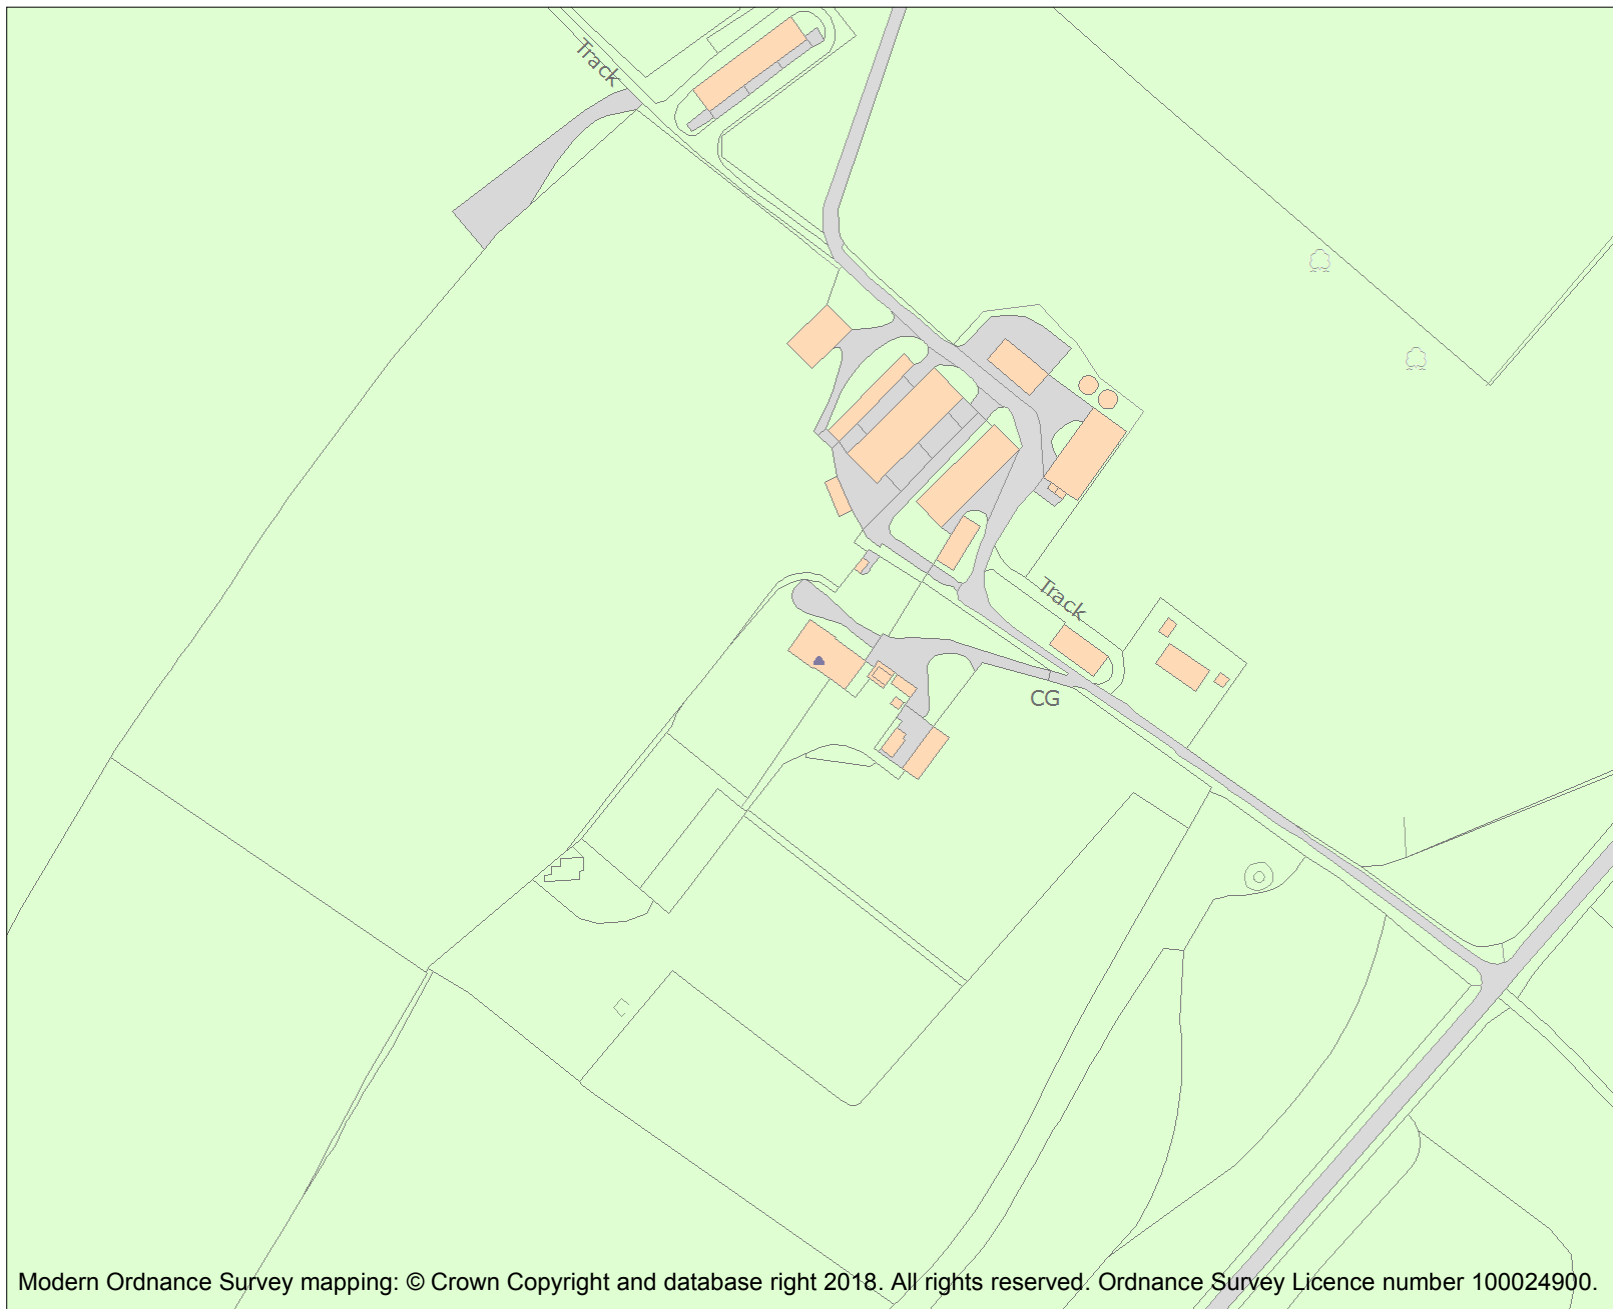 Track
Track
CG
Modern Ordnance Survey mapping: © Crown Copyright and database right 2018. All rights reserved. Ordnance Survey Licence number 100024900.